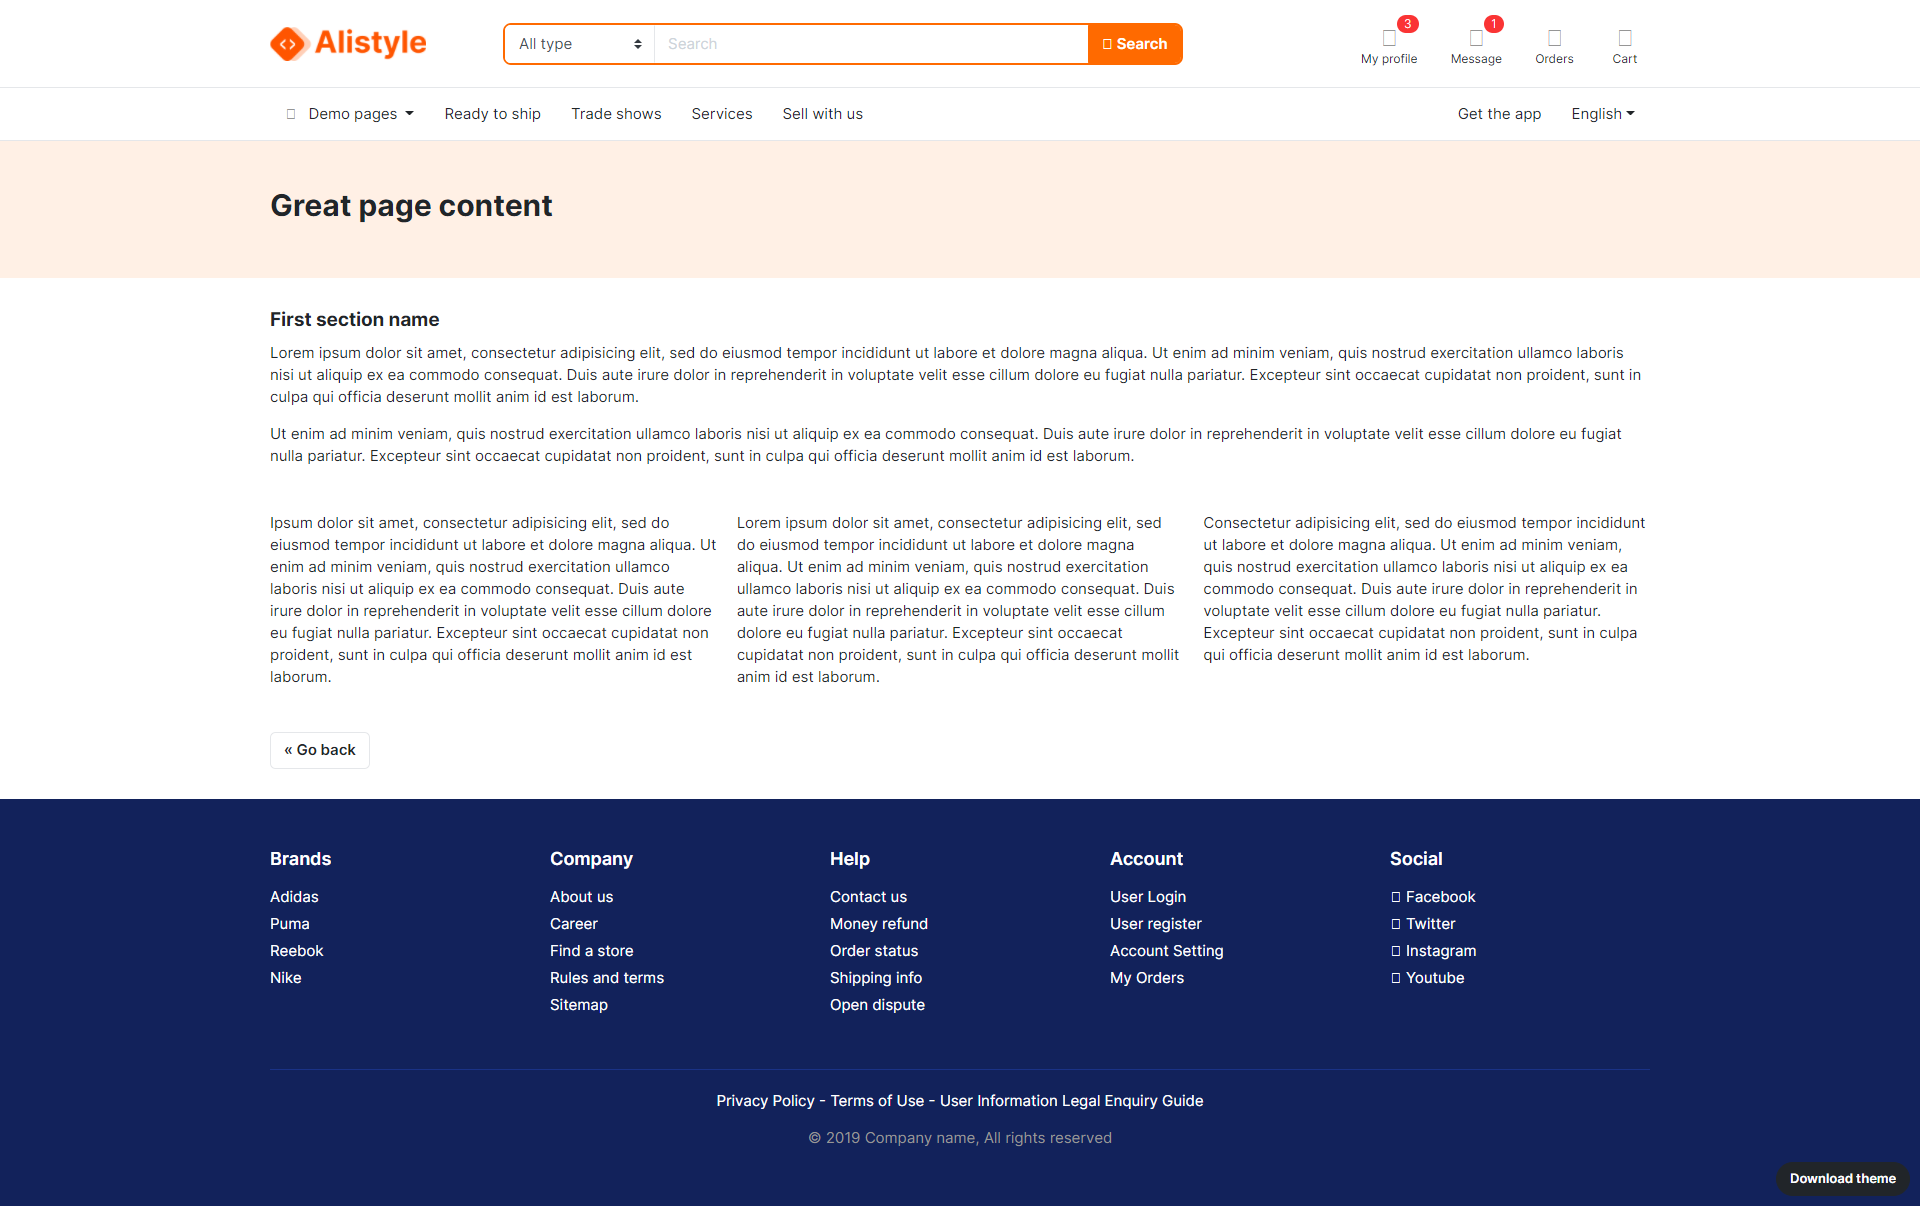 Alistyle
All type
Search
Search
3
My profile
1
Message
Orders
Cart
Demo pages
Ready to ship
Trade shows
Services
Sell with us
Get the app
English
Great page content
First section name
Lorem ipsum dolor sit amet, consectetur adipisicing elit, sed do eiusmod tempor incididunt ut labore et dolore magna aliqua. Ut enim ad minim veniam, quis nostrud exercitation ullamco laboris
nisi ut aliquip ex ea commodo consequat. Duis aute irure dolor in reprehenderit in voluptate velit esse cillum dolore eu fugiat nulla pariatur. Excepteur sint occaecat cupidatat non proident, sunt in
culpa qui officia deserunt mollit anim id est laborum.
Ut enim ad minim veniam, quis nostrud exercitation ullamco laboris nisi ut aliquip ex ea commodo consequat. Duis aute irure dolor in reprehenderit in voluptate velit esse cillum dolore eu fugiat
nulla pariatur. Excepteur sint occaecat cupidatat non proident, sunt in culpa qui officia deserunt mollit anim id est laborum.
Ipsum dolor sit amet, consectetur adipisicing elit, sed do
eiusmod tempor incididunt ut labore et dolore magna aliqua. Ut
enim ad minim veniam, quis nostrud exercitation ullamco
laboris nisi ut aliquip ex ea commodo consequat. Duis aute
irure dolor in reprehenderit in voluptate velit esse cillum dolore
eu fugiat nulla pariatur. Excepteur sint occaecat cupidatat non
proident, sunt in culpa qui officia deserunt mollit anim id est
laborum.
Lorem ipsum dolor sit amet, consectetur adipisicing elit, sed
do eiusmod tempor incididunt ut labore et dolore magna
aliqua. Ut enim ad minim veniam, quis nostrud exercitation
ullamco laboris nisi ut aliquip ex ea commodo consequat. Duis
aute irure dolor in reprehenderit in voluptate velit esse cillum
dolore eu fugiat nulla pariatur. Excepteur sint occaecat
cupidatat non proident, sunt in culpa qui officia deserunt mollit
anim id est laborum.
Consectetur adipisicing elit, sed do eiusmod tempor incididunt
ut labore et dolore magna aliqua. Ut enim ad minim veniam,
quis nostrud exercitation ullamco laboris nisi ut aliquip ex ea
commodo consequat. Duis aute irure dolor in reprehenderit in
voluptate velit esse cillum dolore eu fugiat nulla pariatur.
Excepteur sint occaecat cupidatat non proident, sunt in culpa
qui officia deserunt mollit anim id est laborum.
« Go back
Brands
Adidas
Puma
Reebok
Nike
Company
About us
Career
Find a store
Rules and terms
Sitemap
Help
Contact us
Money refund
Order status
Shipping info
Open dispute
Account
User Login
User register
Account Setting
My Orders
Social
Facebook
Twitter
Instagram
Youtube
Privacy Policy - Terms of Use - User Information Legal Enquiry Guide
© 2019 Company name, All rights reserved
Download theme